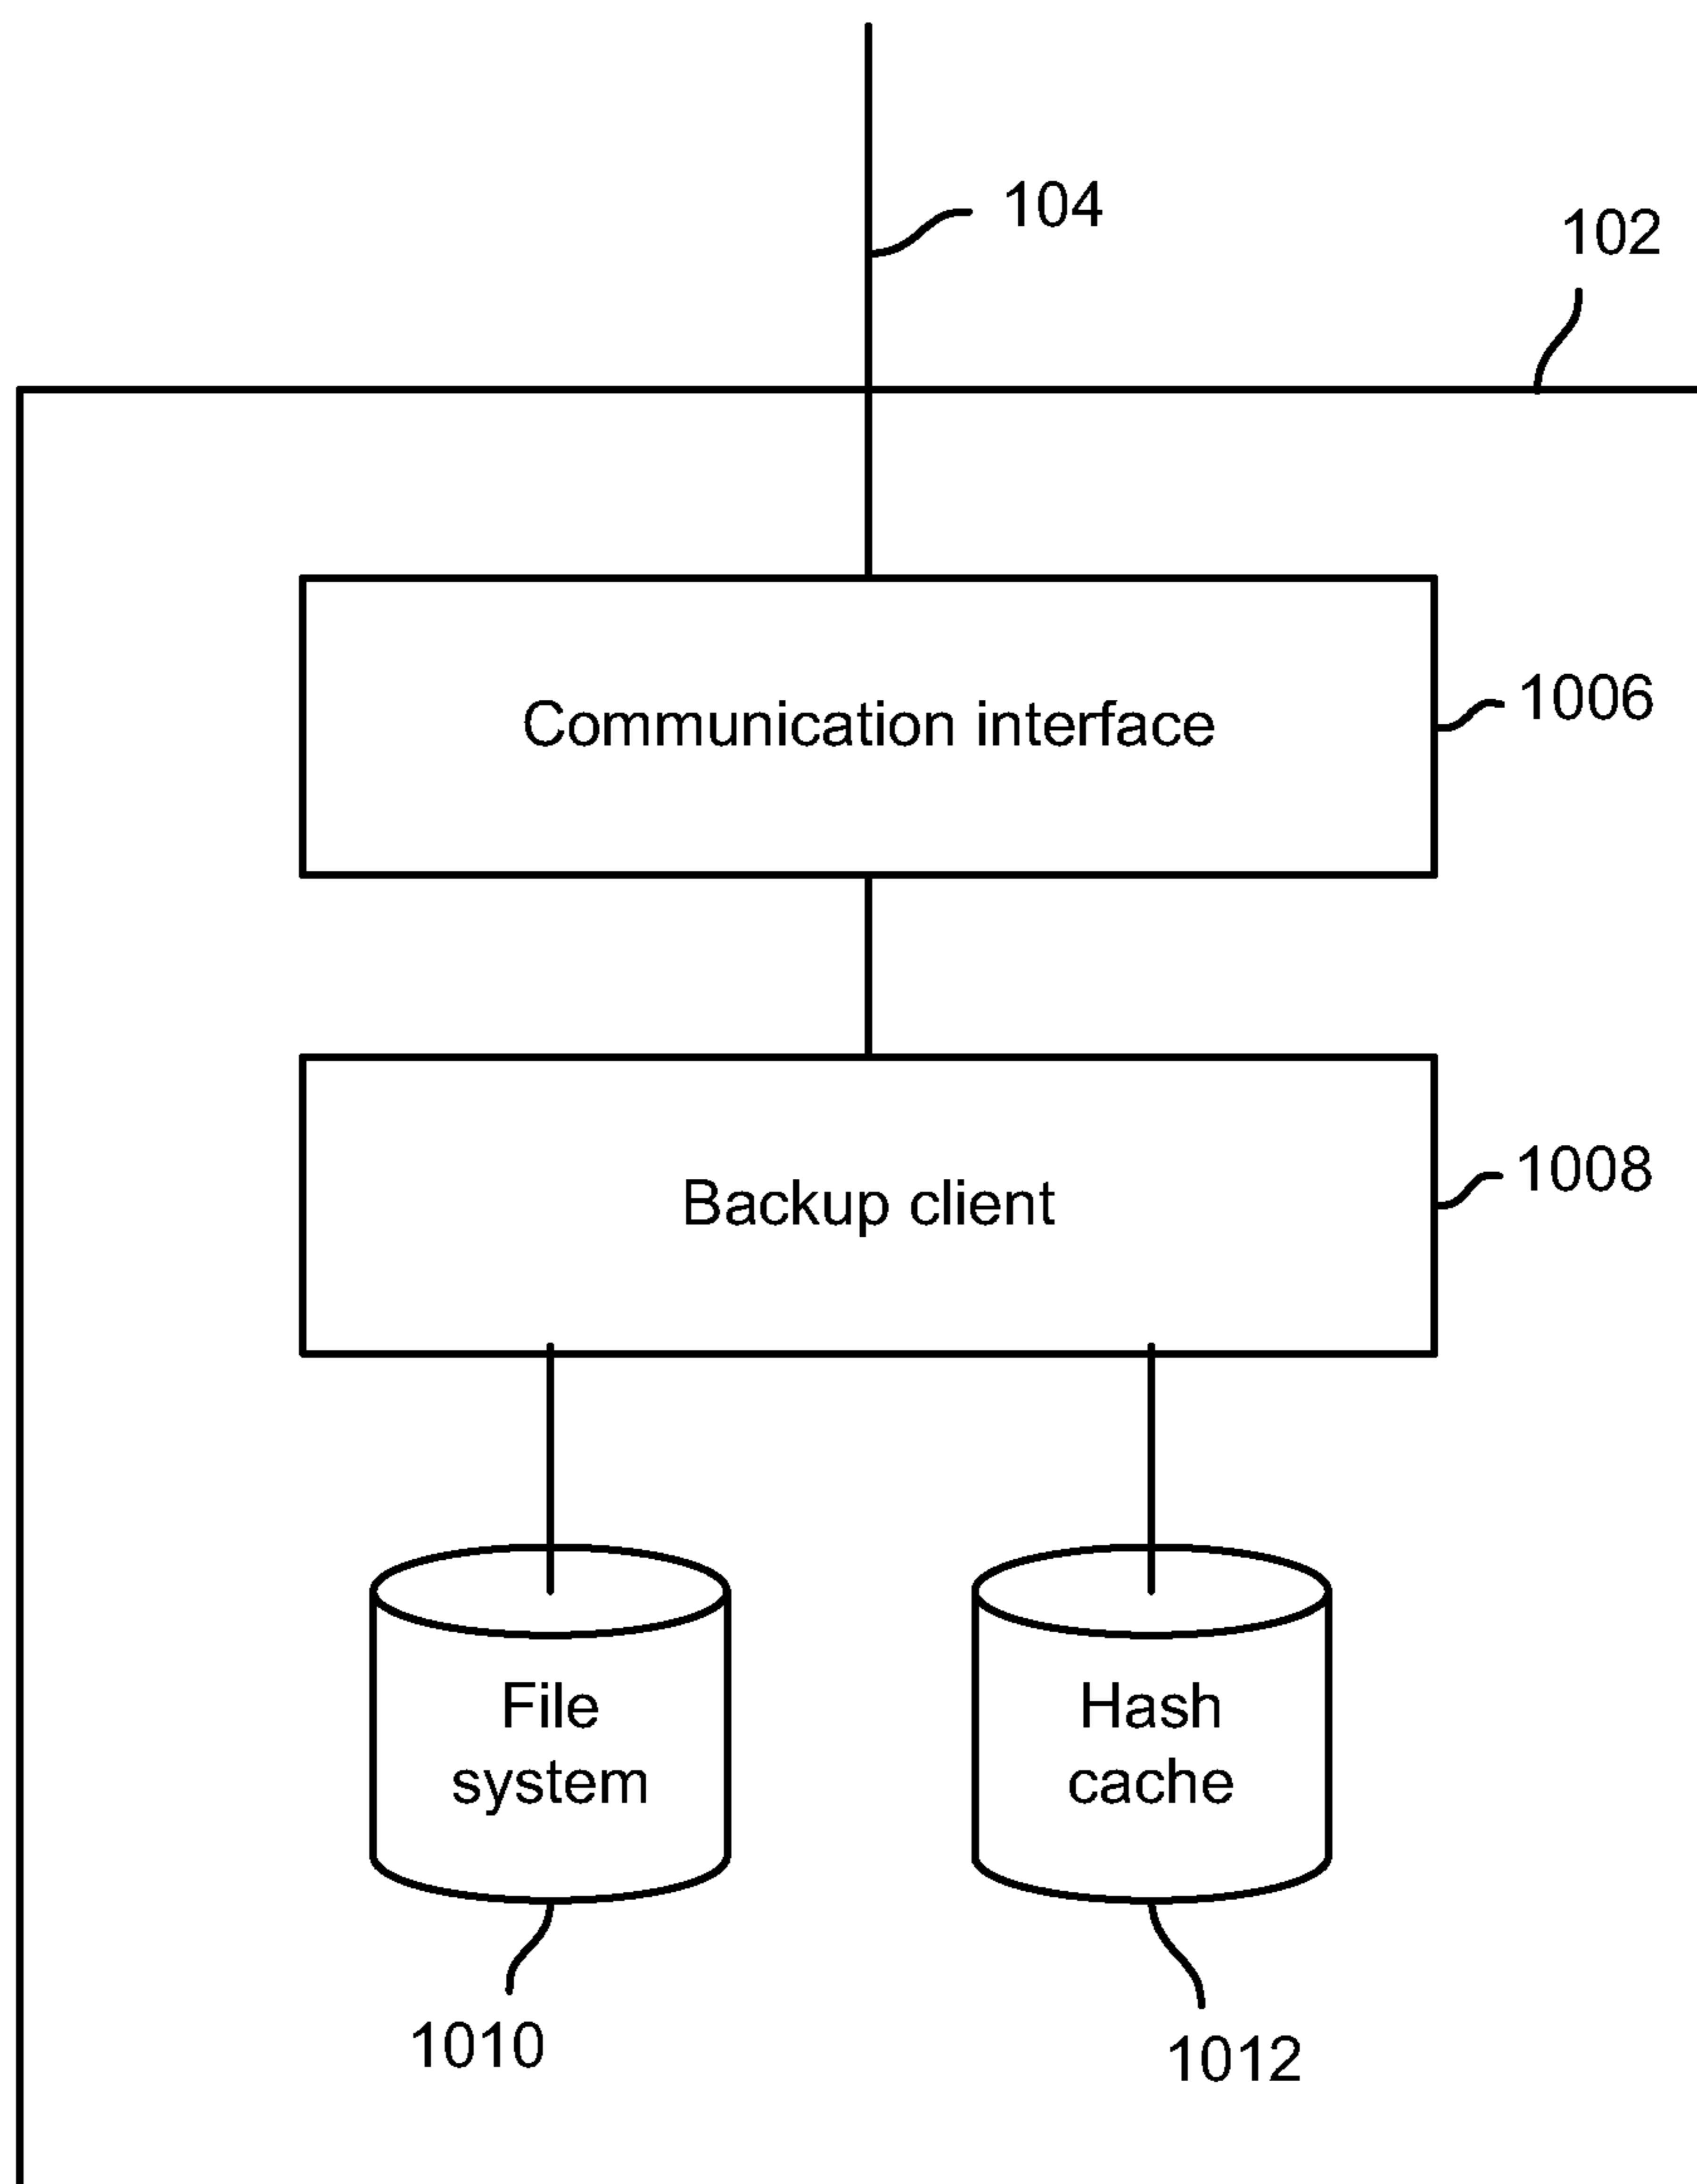 104
102
Communication interface
1006
Backup client
1008
File
system
Hash
cache
1010
1012